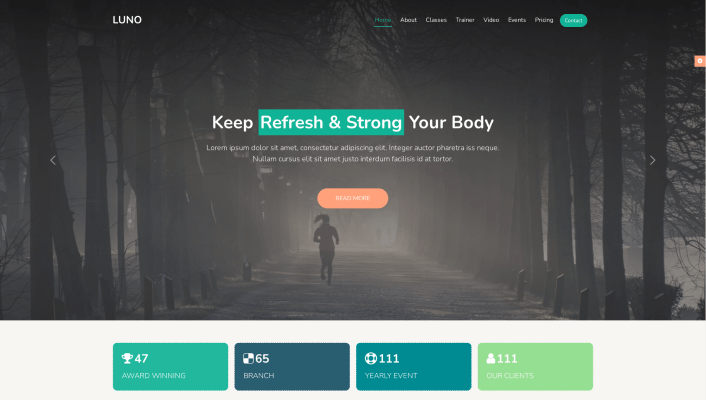 LUNO
Home About Classes Trainer Video Events Pricing Contact
Keep Refresh & Strong Your Body
Lorem ipsum dolor sit amet, consectetur adipiscing elit. Integer auctor pharetra iss neque.
Nullam cursus elit sit amet justo interdum facilisis id at tortor.
READ MORE
47
AWARD WINNING
65
BRANCH
111
YEARLY EVENT
111
OUR CLIENTS